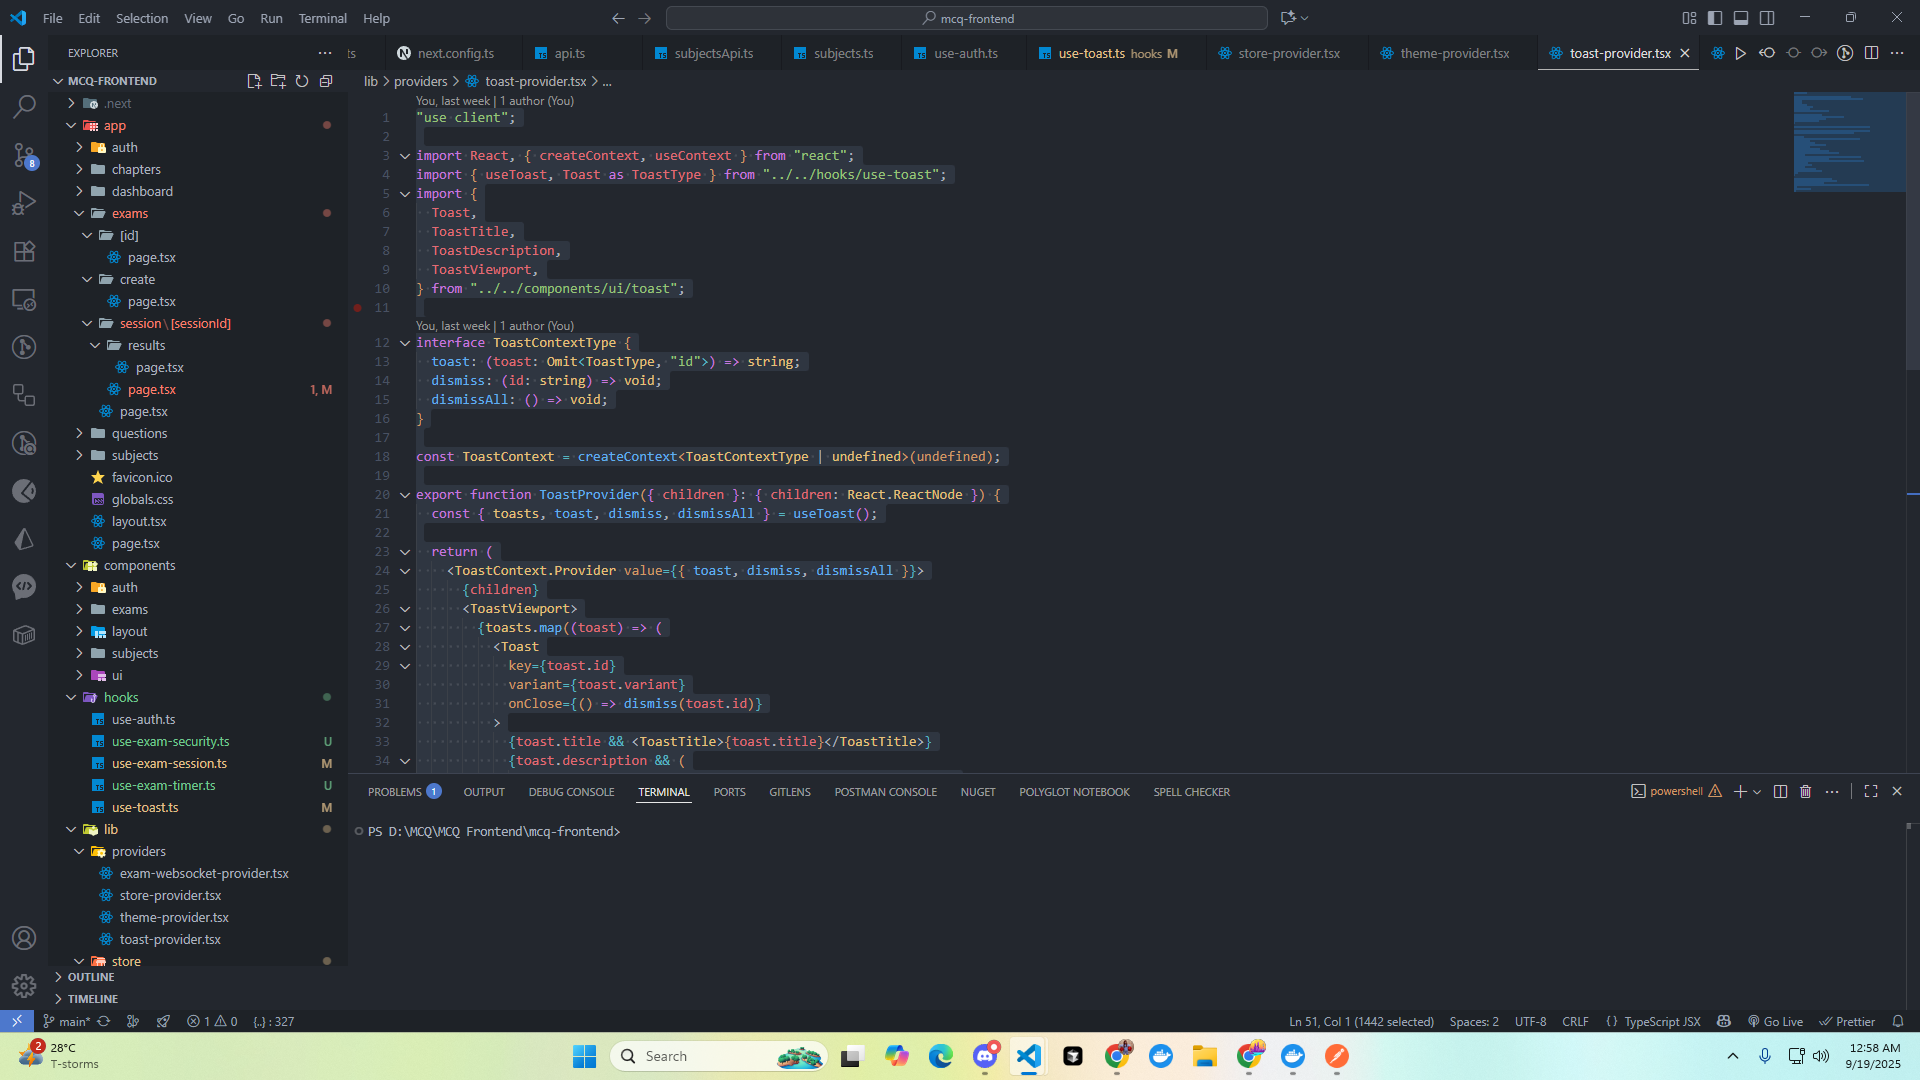 File Edit Selection View Go Run Terminal Help
mcq-frontend
EXPLORER
ts
next.config.ts
api.ts
subjectsApi.ts
subjects.ts
use-auth.ts
use-toast.ts hooks M
store-provider.tsx
theme-provider.tsx
toast-provider.tsx
MCQ-FRONTEND
.next
app
auth
chapters
dashboard
exams
[id]
page.tsx
create
page.tsx
session\[sessionId]
results
page.tsx
page.tsx 1, M
page.tsx
questions
subjects
favicon.ico
globals.css
layout.tsx
page.tsx
components
auth
exams
layout
subjects
ui
hooks
use-auth.ts
use-exam-security.ts U
use-exam-session.ts M
use-exam-timer.ts U
use-toast.ts M
lib
providers
exam-websocket-provider.tsx
store-provider.tsx
theme-provider.tsx
toast-provider.tsx
store
OUTLINE
TIMELINE
8
lib > providers > toast-provider.tsx > ...
You, last week | 1 author (You)
1 "use client";
2
3 import React, { createContext, useContext } from "react";
4 import { useToast, Toast as ToastType } from "../../hooks/use-toast";
5 import {
6 Toast,
7 ToastTitle,
8 ToastDescription,
9 ToastViewport,
10 } from "../../components/ui/toast";
11
You, last week | 1 author (You)
12 interface ToastContextType {
13 toast: (toast: Omit<ToastType, "id">) => string;
14 dismiss: (id: string) => void;
15 dismissAll: () => void;
16 }
17
18 const ToastContext = createContext<ToastContextType | undefined>(undefined);
19
20 export function ToastProvider({ children }: { children: React.ReactNode }) {
21 const { toasts, toast, dismiss, dismissAll } = useToast();
22
23 return (
24 <ToastContext.Provider value={{ toast, dismiss, dismissAll }}>
25 {children}
26 <ToastViewport>
27 {toasts.map((toast) => (
28 <Toast
29 key={toast.id}
30 variant={toast.variant}
31 onClose={() => dismiss(toast.id)}
32 >
33 {toast.title && <ToastTitle>{toast.title}</ToastTitle>}
34 {toast.description && (
PROBLEMS 1 OUTPUT DEBUG CONSOLE TERMINAL PORTS GITLENS POSTMAN CONSOLE NUGET POLYGLOT NOTEBOOK SPELL CHECKER
powershell
PS D:\MCQ\MCQ Frontend\mcq-frontend>
main* 1 0 {..} : 327
Ln 51, Col 1 (1442 selected) Spaces: 2 UTF-8 CRLF {} TypeScript JSX Go Live Prettier
2
28°C
T-storms
Search
12:58 AM
9/19/2025